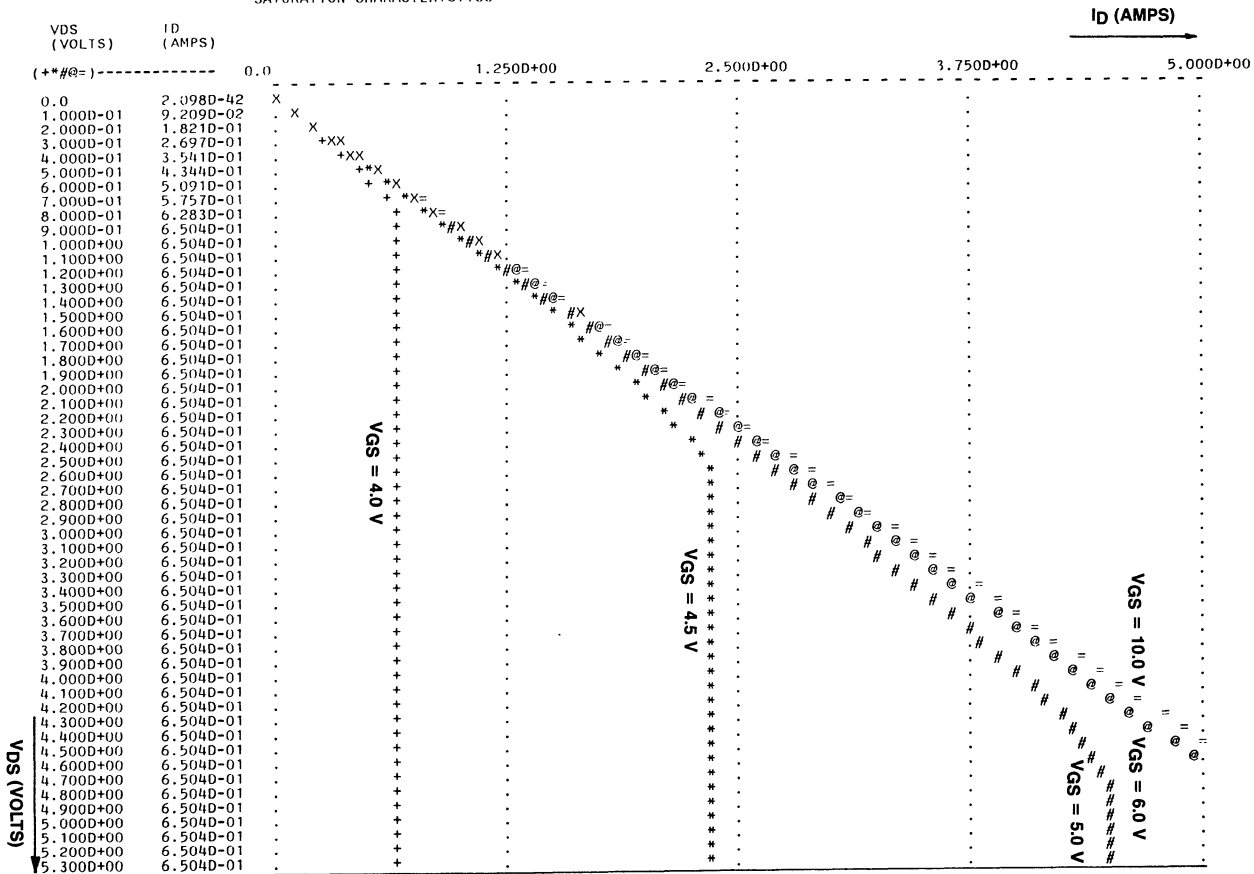 SATURATION
VDS ID
(VOLTS) (AMPS)
ID (AMPS)
(+*#@=)--------------- 0.0 1.250D+00 2.500D+00 3.750D+00 5.000D+00
0.0 2.098D-42
1.000D-01 9.209D-02
2.000D-01 1.821D-01
3.000D-01 2.697D-01
4.000D-01 3.541D-01
5.000D-01 4.344D-01
6.000D-01 5.091D-01
7.000D-01 5.757D-01
8.000D-01 6.283D-01
9.000D-01 6.504D-01
1.000D+00 6.504D-01
1.100D+00 6.504D-01
1.200D+00 6.504D-01
1.300D+00 6.504D-01
1.400D+00 6.504D-01
1.500D+00 6.504D-01
1.600D+00 6.504D-01
1.700D+00 6.504D-01
1.800D+00 6.504D-01
1.900D+00 6.504D-01
2.000D+00 6.504D-01
2.100D+00 6.504D-01
2.200D+00 6.504D-01
2.300D+00 6.504D-01
2.400D+00 6.504D-01
2.500D+00 6.504D-01
2.600D+00 6.504D-01
2.700D+00 6.504D-01
2.800D+00 6.504D-01
2.900D+00 6.504D-01
3.000D+00 6.504D-01
3.100D+00 6.504D-01
3.200D+00 6.504D-01
3.300D+00 6.504D-01
3.400D+00 6.504D-01
3.500D+00 6.504D-01
3.600D+00 6.504D-01
3.700D+00 6.504D-01
3.800D+00 6.504D-01
3.900D+00 6.504D-01
4.000D+00 6.504D-01
4.100D+00 6.504D-01
4.200D+00 6.504D-01
4.300D+00 6.504D-01
4.400D+00 6.504D-01
4.500D+00 6.504D-01
4.600D+00 6.504D-01
4.700D+00 6.504D-01
4.800D+00 6.504D-01
4.900D+00 6.504D-01
5.000D+00 6.504D-01
5.100D+00 6.504D-01
5.200D+00 6.504D-01
5.300D+00 6.504D-01
VDS (VOLTS)
VGS = 4.0 V
VGS = 4.5 V
VGS = 5.0 V
VGS = 6.0 V
VGS = 10.0 V